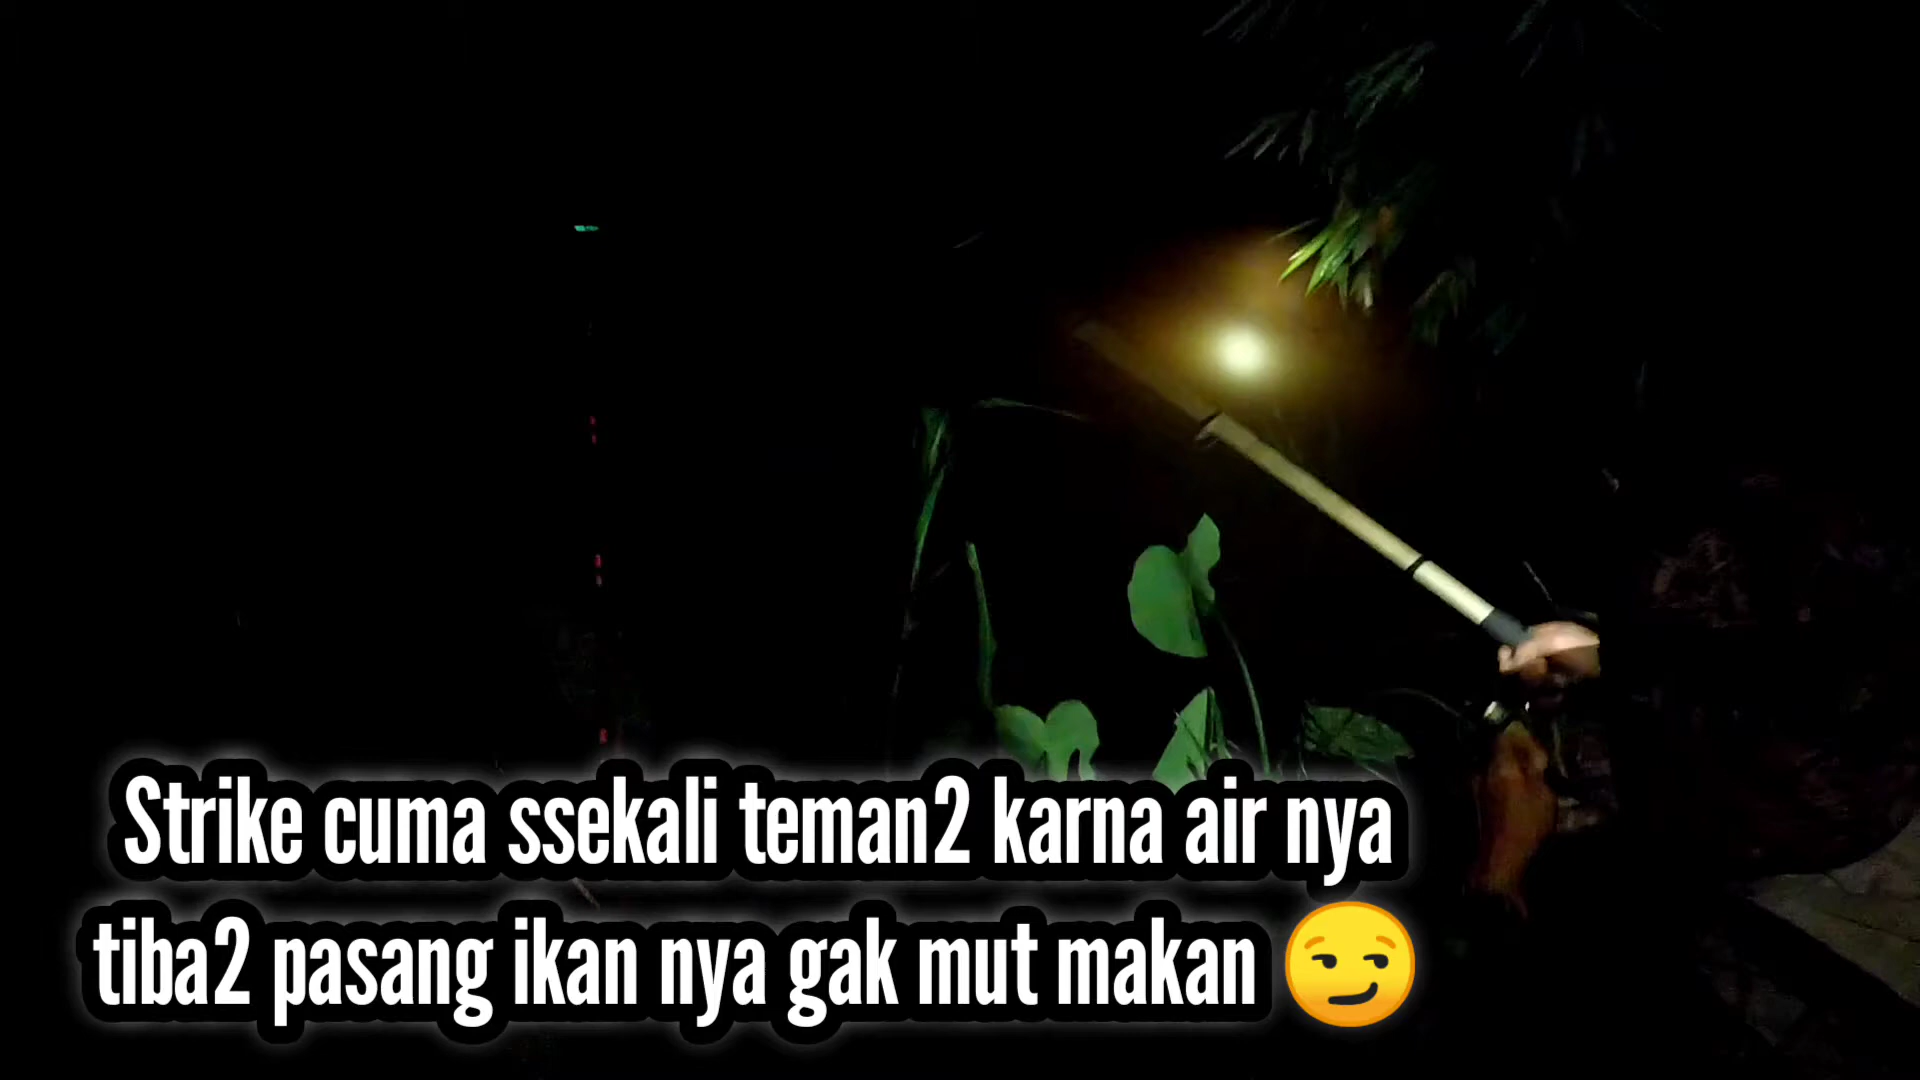 Strike cuma ssekali teman2 karna air nya
tiba2 pasang ikan nya gak mut makan 😏